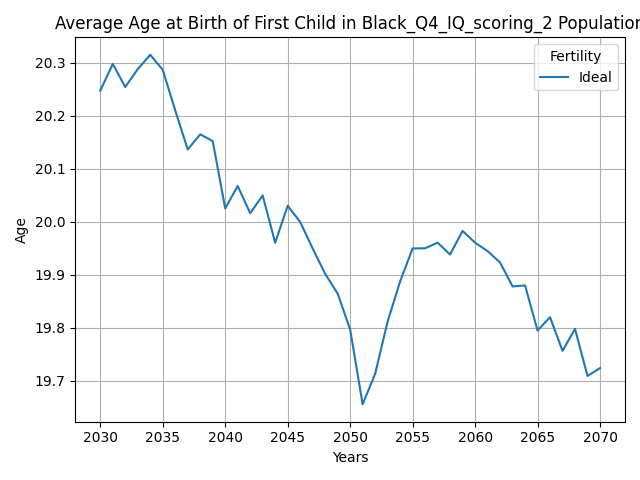 Average Age at Birth of First Child in Black_Q4_IQ_scoring_2 Population
Fertility
Ideal
20.3
20.2
20.1
20.0
19.9
19.8
19.7
Age
2030 2035 2040 2045 2050 2055 2060 2065 2070
Years